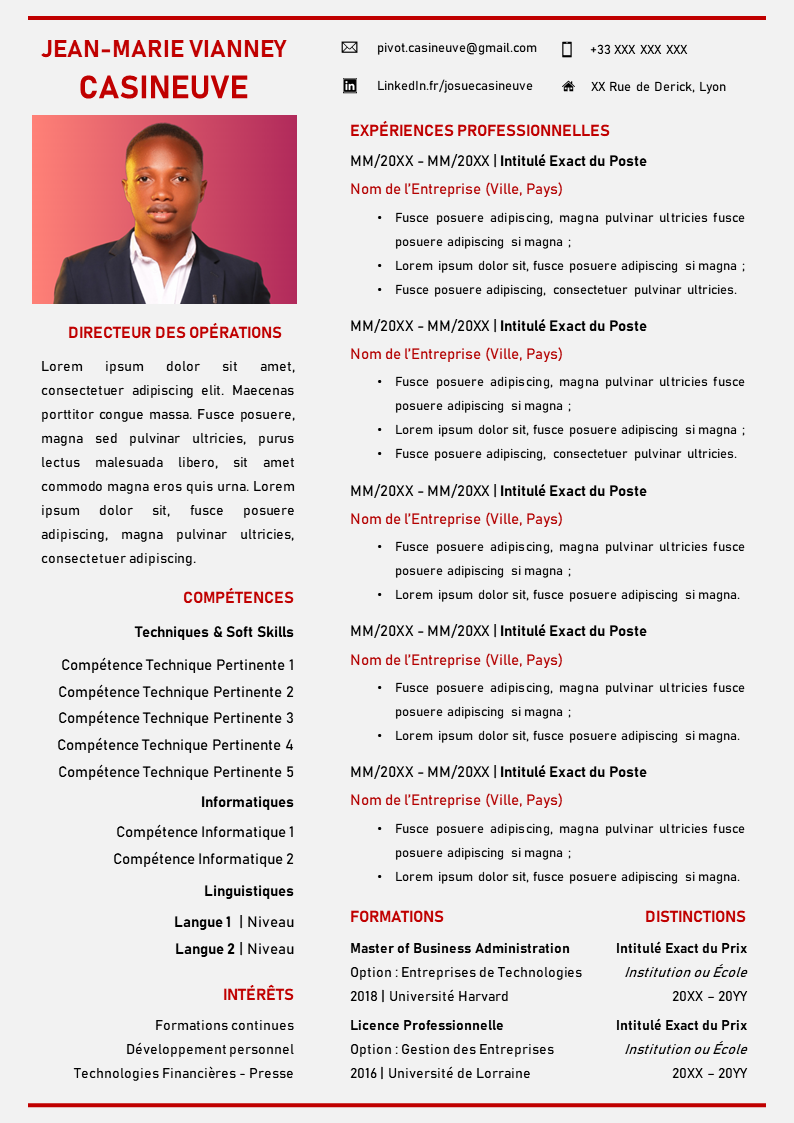 JEAN-MARIE VIANNEY
CASINEUVE
pivot.casineuve@gmail.com
+33 XXX XXX XXX
LinkedIn.fr/josuecasineuve
XX Rue de Derick, Lyon
DIRECTEUR DES OPÉRATIONS
Lorem ipsum dolor sit amet,
consectetuer adipiscing elit. Maecenas
porttitor congue massa. Fusce posuere,
magna sed pulvinar ultricies, purus
lectus malesuada libero, sit amet
commodo magna eros quis urna. Lorem
ipsum dolor sit, fusce posuere
adipiscing, magna pulvinar ultricies,
consectetuer adipiscing.
COMPÉTENCES
Techniques & Soft Skills
Compétence Technique Pertinente 1
Compétence Technique Pertinente 2
Compétence Technique Pertinente 3
Compétence Technique Pertinente 4
Compétence Technique Pertinente 5
Informatiques
Compétence Informatique 1
Compétence Informatique 2
Linguistiques
Langue 1 | Niveau
Langue 2 | Niveau
INTÉRÊTS
Formations continues
Développement personnel
Technologies Financières - Presse
EXPÉRIENCES PROFESSIONNELLES
MM/20XX - MM/20XX | Intitulé Exact du Poste
Nom de l'Entreprise (Ville, Pays)
• Fusce posuere adipiscing, magna pulvinar ultricies fusce
posuere adipiscing si magna ;
• Lorem ipsum dolor sit, fusce posuere adipiscing si magna ;
• Fusce posuere adipiscing, consectetuer pulvinar ultricies.
MM/20XX - MM/20XX | Intitulé Exact du Poste
Nom de l'Entreprise (Ville, Pays)
• Fusce posuere adipiscing, magna pulvinar ultricies fusce
posuere adipiscing si magna ;
• Lorem ipsum dolor sit, fusce posuere adipiscing si magna ;
• Fusce posuere adipiscing, consectetuer pulvinar ultricies.
MM/20XX - MM/20XX | Intitulé Exact du Poste
Nom de l'Entreprise (Ville, Pays)
• Fusce posuere adipiscing, magna pulvinar ultricies fusce
posuere adipiscing si magna ;
• Lorem ipsum dolor sit, fusce posuere adipiscing si magna.
MM/20XX - MM/20XX | Intitulé Exact du Poste
Nom de l'Entreprise (Ville, Pays)
• Fusce posuere adipiscing, magna pulvinar ultricies fusce
posuere adipiscing si magna ;
• Lorem ipsum dolor sit, fusce posuere adipiscing si magna.
MM/20XX - MM/20XX | Intitulé Exact du Poste
Nom de l'Entreprise (Ville, Pays)
• Fusce posuere adipiscing, magna pulvinar ultricies fusce
posuere adipiscing si magna ;
• Lorem ipsum dolor sit, fusce posuere adipiscing si magna.
FORMATIONS
Master of Business Administration
Option : Entreprises de Technologies
2018 | Université Harvard
Licence Professionnelle
Option : Gestion des Entreprises
2016 | Université de Lorraine
DISTINCTIONS
Intitulé Exact du Prix
Institution ou École
20XX – 20YY
Intitulé Exact du Prix
Institution ou École
20XX – 20YY